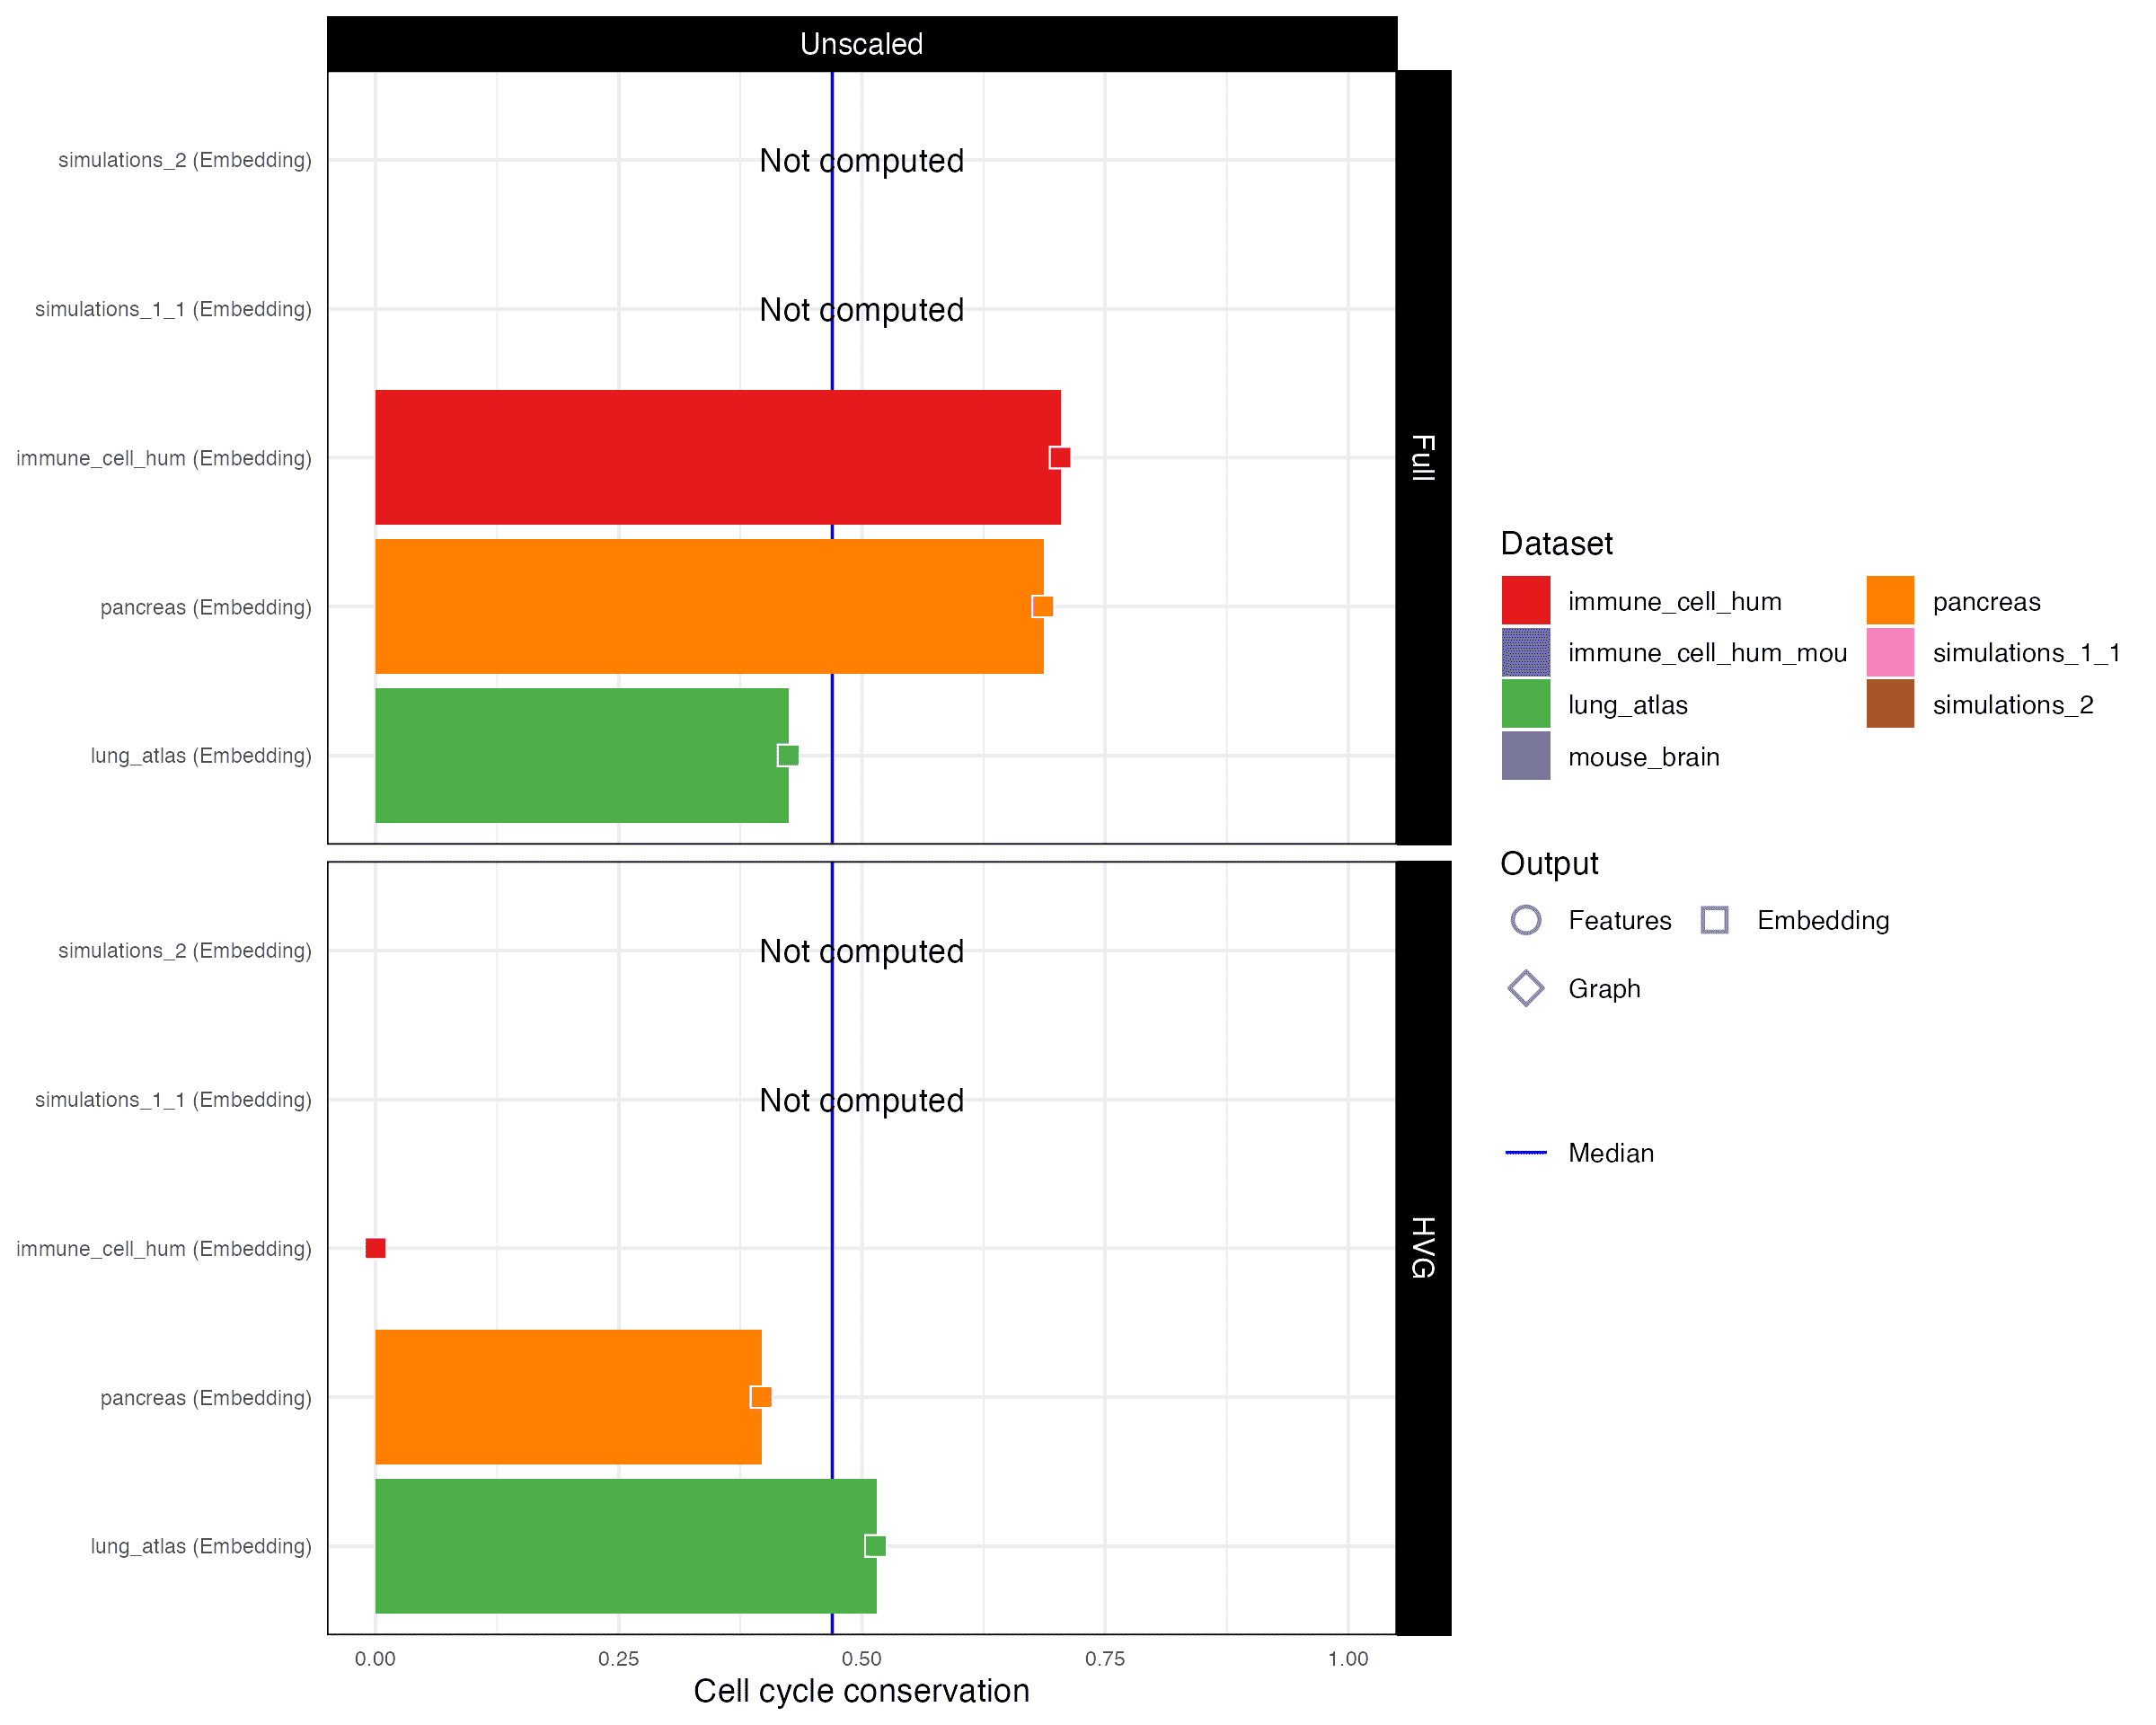 Unscaled
simulations_2 (Embedding)
Not computed
simulations_1_1 (Embedding)
Not computed
immune_cell_hum (Embedding)
pancreas (Embedding)
lung_atlas (Embedding)
Full
simulations_2 (Embedding)
Not computed
simulations_1_1 (Embedding)
Not computed
immune_cell_hum (Embedding)
pancreas (Embedding)
lung_atlas (Embedding)
HVG
0.00 0.25 0.50 0.75 1.00
Cell cycle conservation
Dataset
immune_cell_hum pancreas
immune_cell_hum_mou simulations_1_1
lung_atlas simulations_2
mouse_brain
Output
Features Embedding
Graph
Median